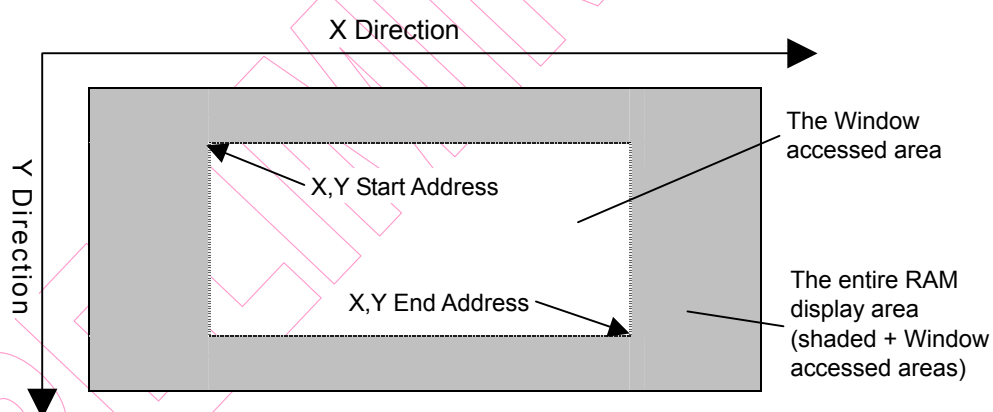 X Direction
The Window
accessed area
X,Y Start Address
Y Direction
X,Y End Address
The entire RAM
display area
(shaded + Window
accessed areas)